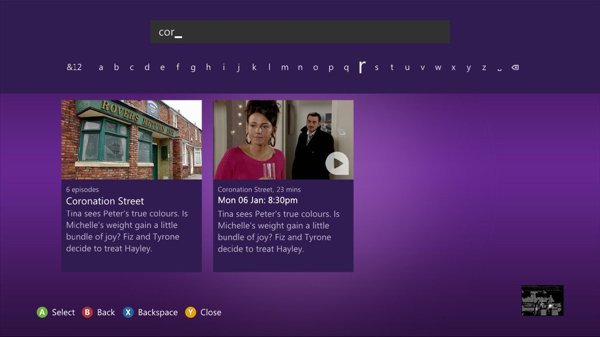 cor_
&12 a b c d e f g h i j k l m n o p q r s t u v w x y z
ROVERS RETURN
6 episodes
Coronation Street
Tina sees Peter's true colours. Is
Michelle's weight gain a little
bundle of joy? Fiz and Tyrone
decide to treat Hayley.
Coronation Street, 23 mins
Mon 06 Jan: 8:30pm
Tina sees Peter's true colours. Is
Michelle's weight gain a little
bundle of joy? Fiz and Tyrone
decide to treat Hayley.
A Select B Back X Backspace Y Close